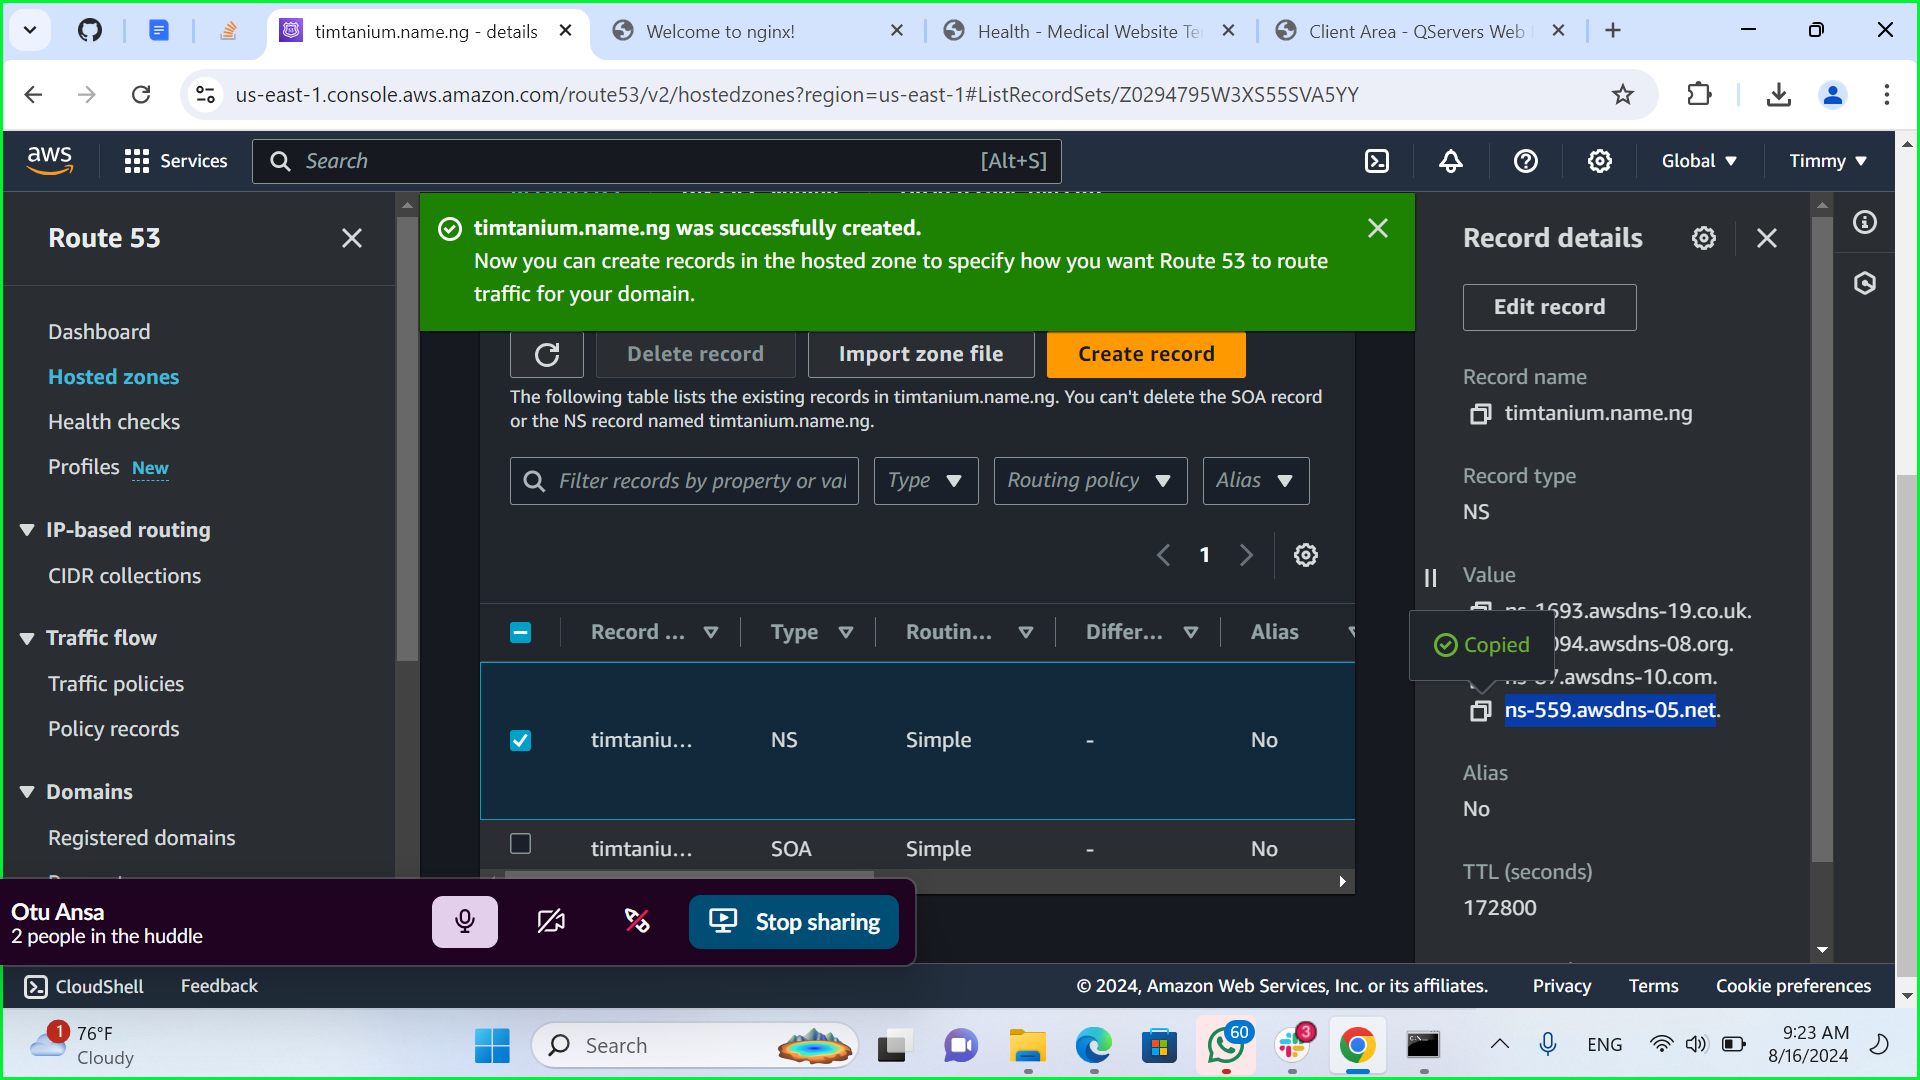 timtanium.name.ng - details
Welcome to nginx!
Health - Medical Website Te
Client Area - QServers Web
us-east-1.console.aws.amazon.com/route53/v2/hostedzones?region=us-east-1#ListRecordSets/Z0294795W3XS55SVA5YY
aws
Services
Search
[Alt+S]
Global
Timmy
Route 53
Dashboard
Hosted zones
Health checks
Profiles New
IP-based routing
CIDR collections
Traffic flow
Traffic policies
Policy records
Domains
Registered domains
timtanium.name.ng was successfully created.
Now you can create records in the hosted zone to specify how you want Route 53 to route
traffic for your domain.
Delete record
Import zone file
Create record
The following table lists the existing records in timtanium.name.ng. You can't delete the SOA record
or the NS record named timtanium.name.ng.
Filter records by property or val
Type
Routing policy
Alias
1
Record ...
Type
Routin...
Differ...
Alias
timtaniu...
NS
Simple
-
No
timtaniu...
SOA
Simple
-
No
Record details
Edit record
Record name
timtanium.name.ng
Record type
NS
Value
ns-1693.awsdns-19.co.uk.
094.awsdns-08.org.
.awsdns-10.com.
ns-559.awsdns-05.net.
Copied
Alias
No
TTL (seconds)
172800
Otu Ansa
2 people in the huddle
Stop sharing
CloudShell
Feedback
© 2024, Amazon Web Services, Inc. or its affiliates.
Privacy
Terms
Cookie preferences
1
76°F
Cloudy
Search
60
3
ENG
9:23 AM
8/16/2024